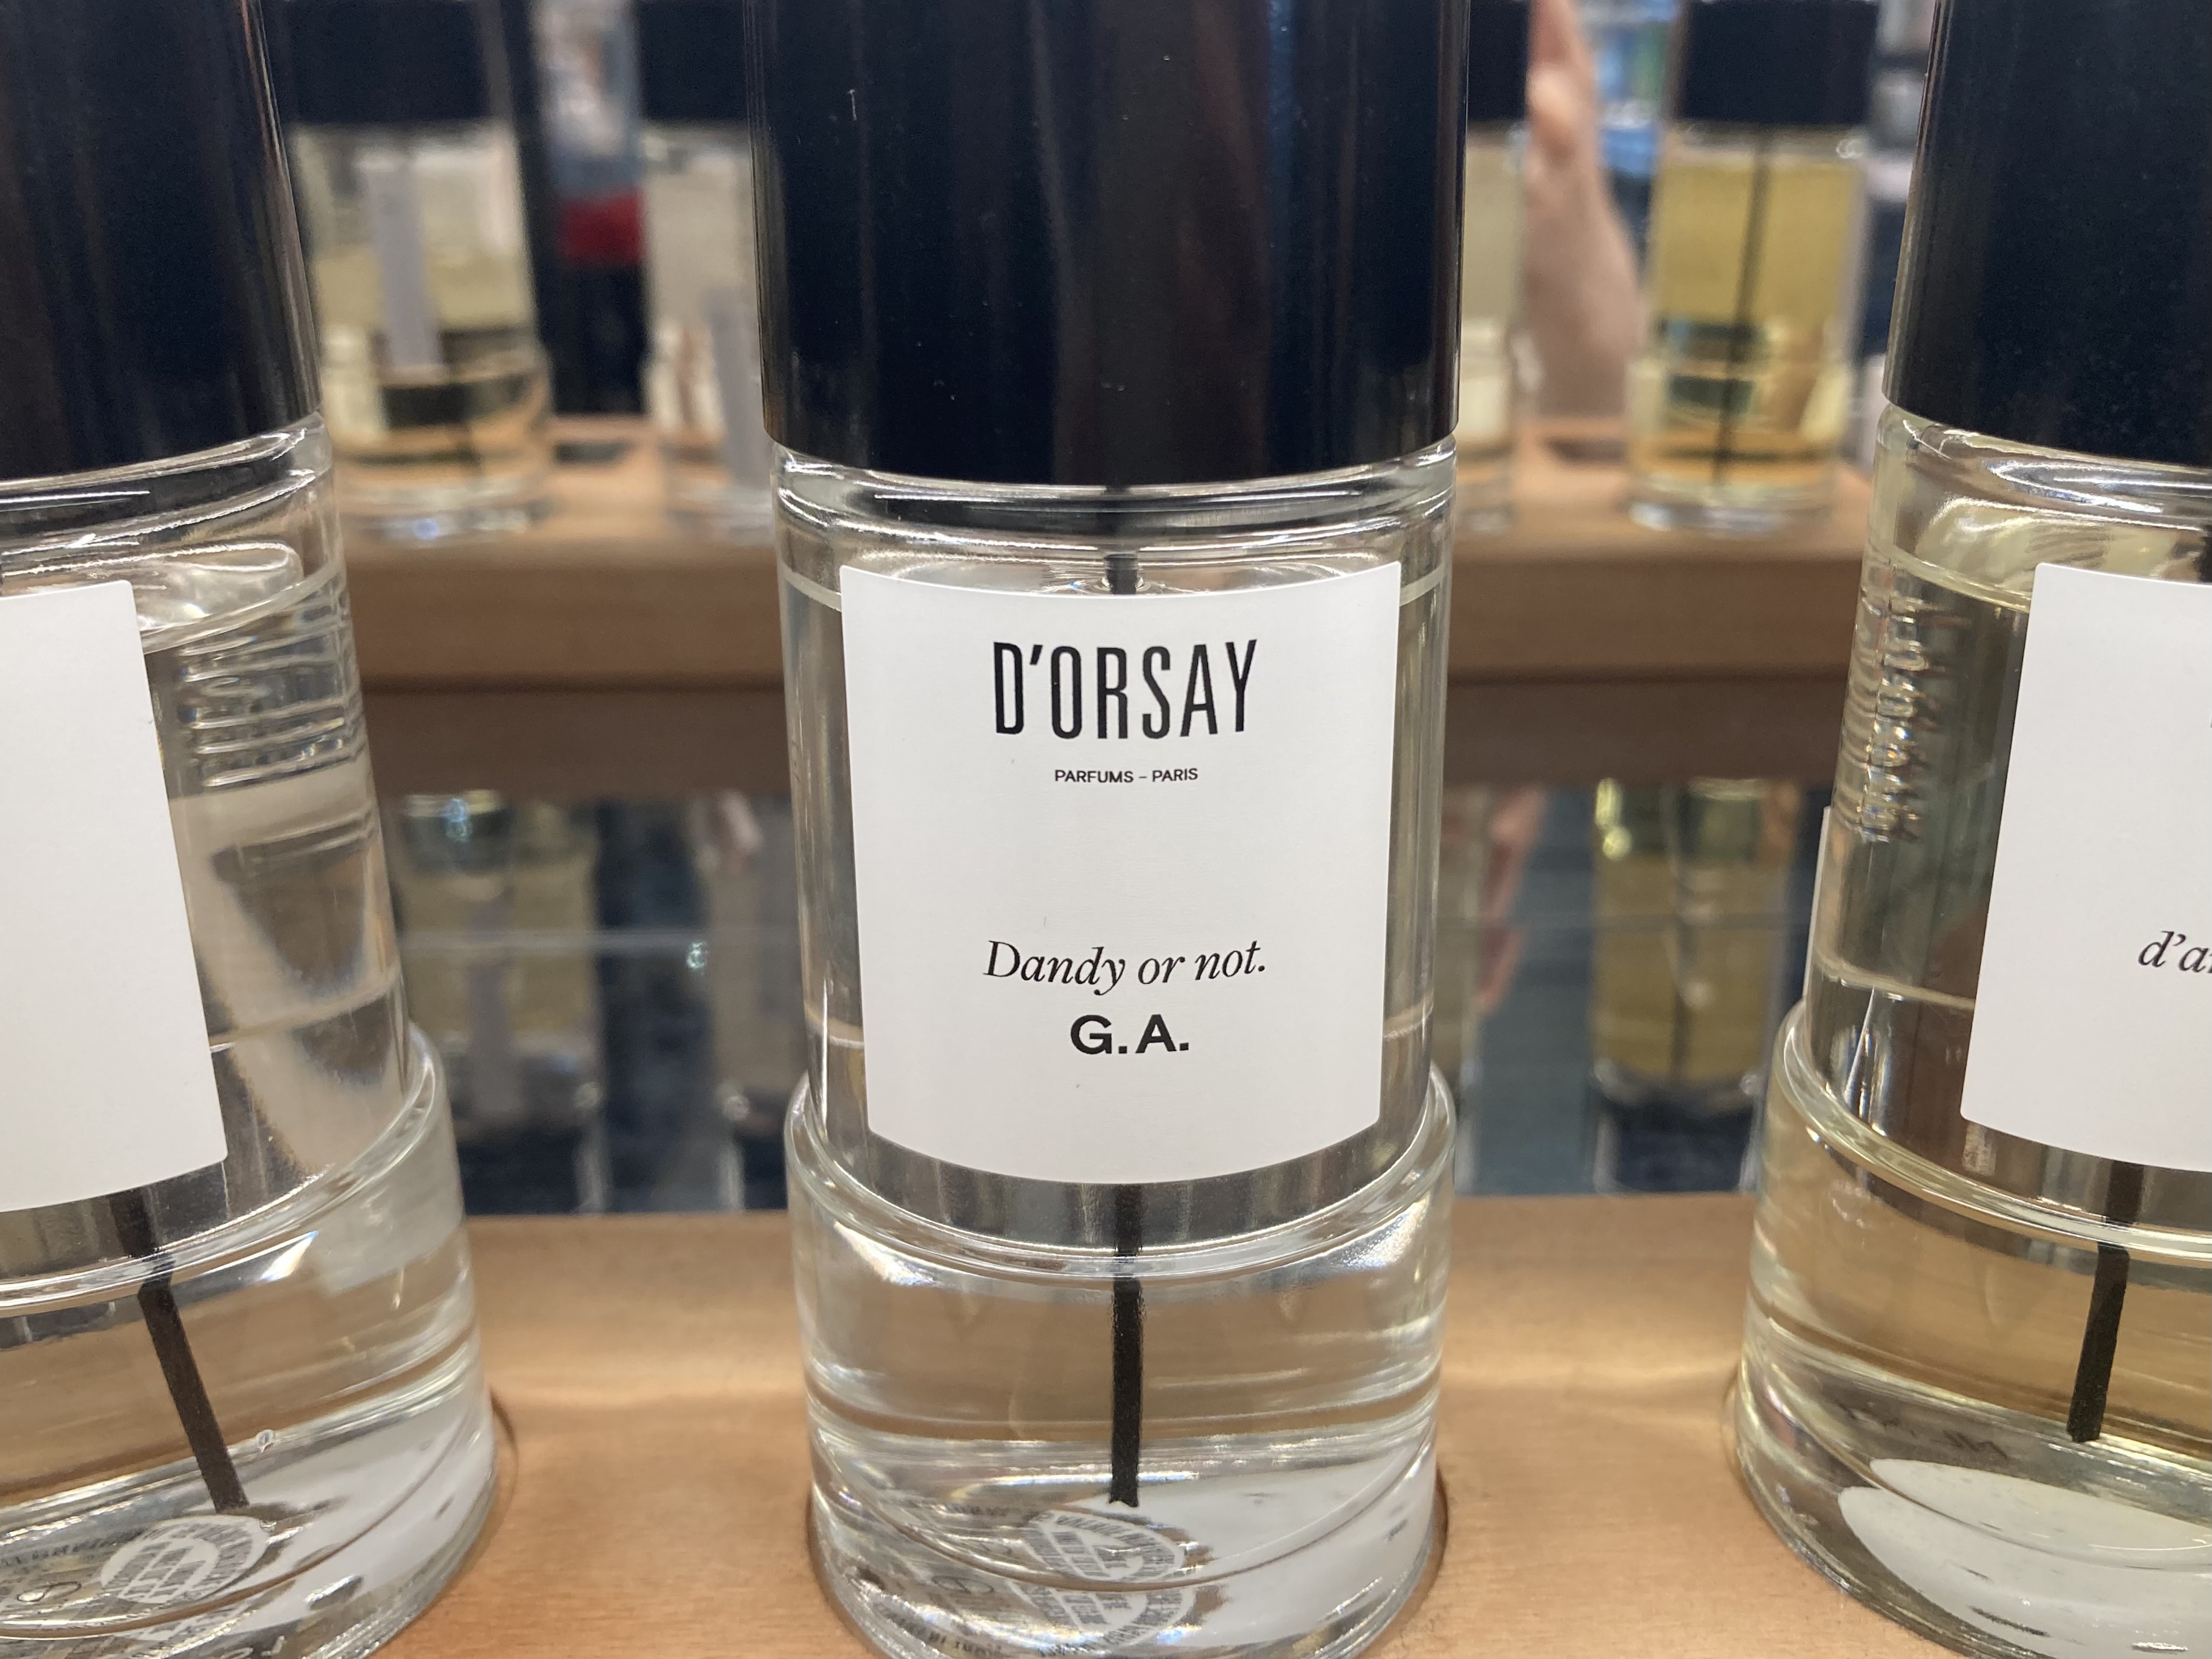 D'ORSAY
PARFUMS - PARIS
Dandy or not.
G.A.